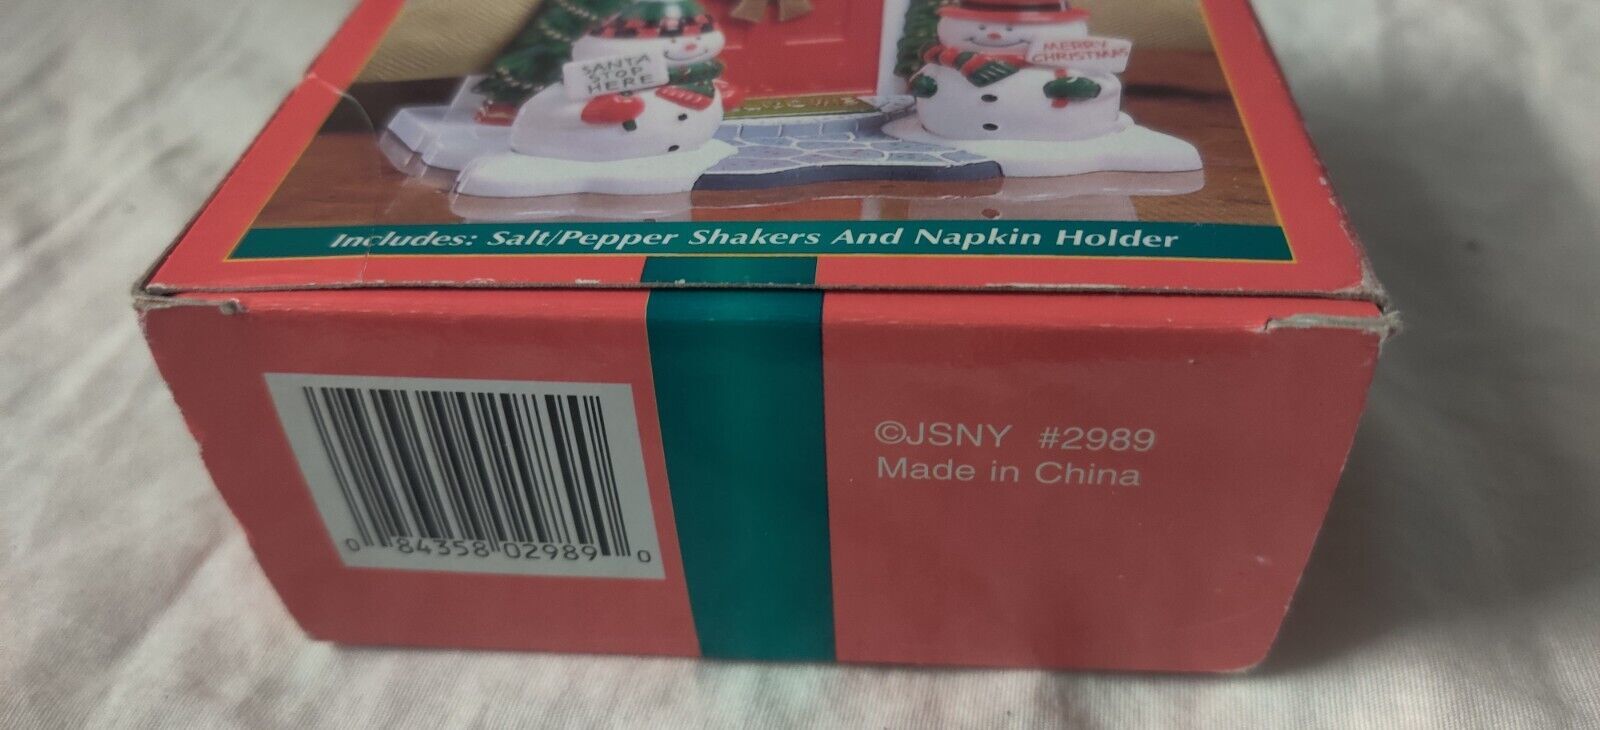 SANTA
STOP
HERE
MERRY
CHRISTMAS
Includes: Salt/Pepper Shakers And Napkin Holder
©JSNY #2989
Made in China
0 84358 02989 0